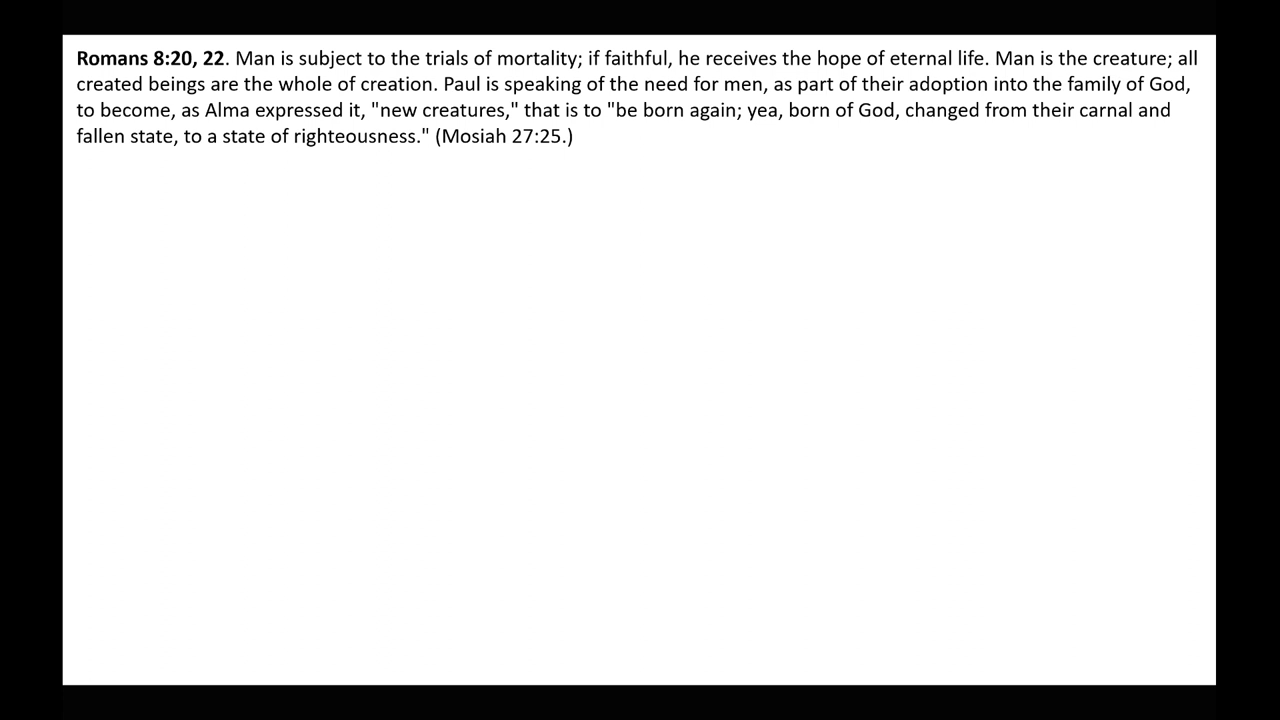 Romans 8:20, 22. Man is subject to the trials of mortality; if faithful, he receives the hope of eternal life. Man is the creature; all
created beings are the whole of creation. Paul is speaking of the need for men, as part of their adoption into the family of God,
to become, as Alma expressed it, "new creatures," that is to "be born again; yea, born of God, changed from their carnal and
fallen state, to a state of righteousness." (Mosiah 27:25.)